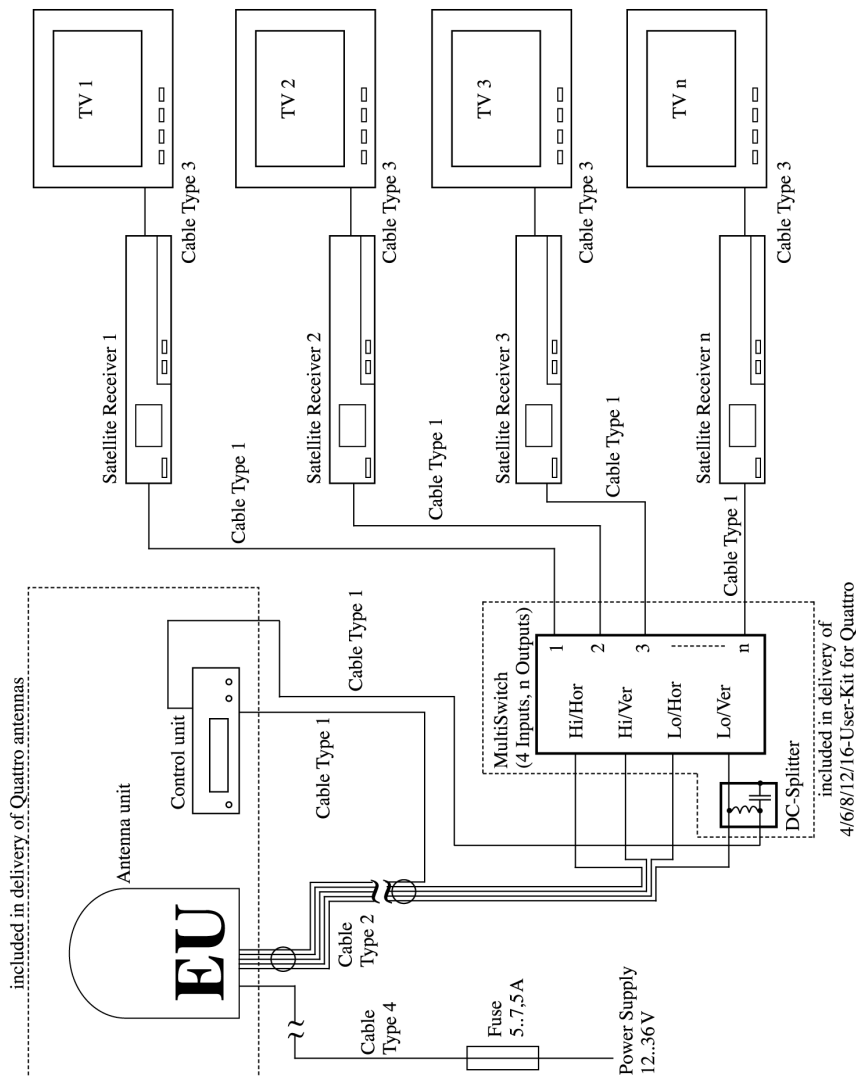 included in delivery of Quattro antennas
Antenna unit
EU
Control unit
Cable Type 1
Cable Type 1
Cable
Type 2
Cable
Type 4
Fuse
5..7,5A
Power Supply
12..36V
MultiSwitch
(4 Inputs, n Outputs)
Hi/Hor
Hi/Ver
Lo/Hor
Lo/Ver
1
2
3
n
DC-Splitter
included in delivery of
4/6/8/12/16-User-Kit for Quattro
Cable Type 1
Cable Type 1
Cable Type 1
Cable Type 1
Satellite Receiver 1
Satellite Receiver 2
Satellite Receiver 3
Satellite Receiver n
Cable Type 3
Cable Type 3
Cable Type 3
Cable Type 3
TV 1
TV 2
TV 3
TV n